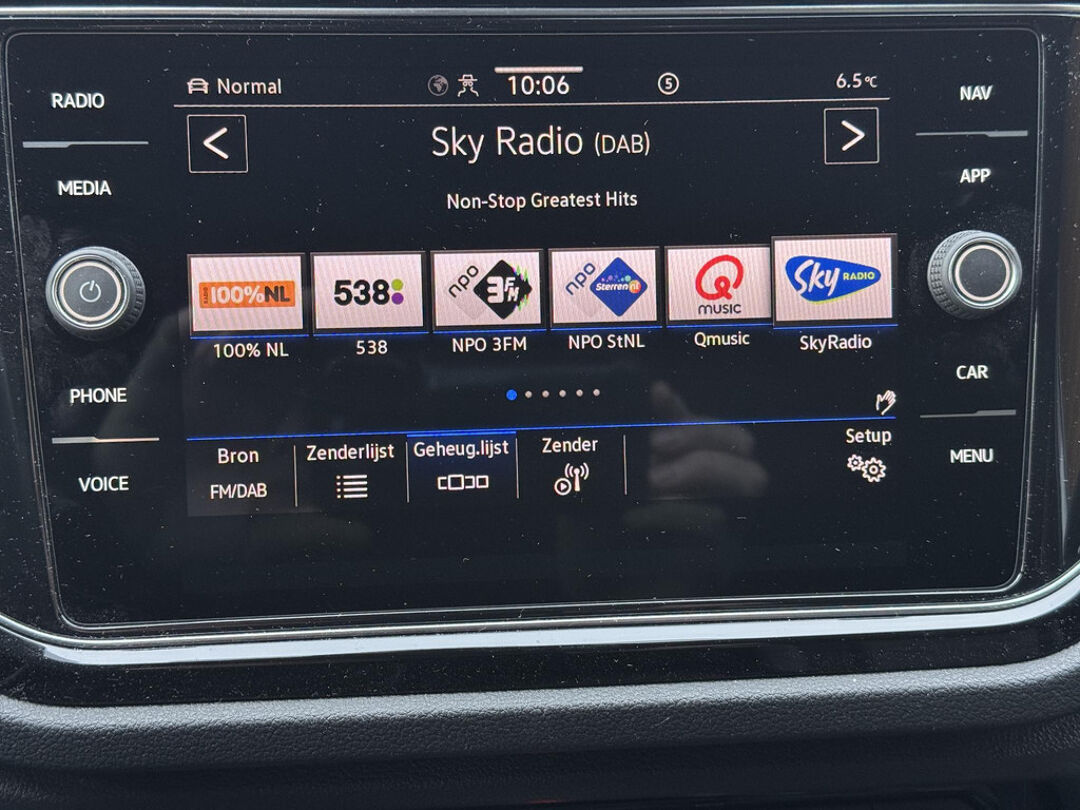 RADIO
MEDIA
PHONE
VOICE
Normal
10:06
5
6.5°C
Sky Radio (DAB)
Non-Stop Greatest Hits
RADIO 100%NL
538
npo 3FM
npo Sterren nl
Q MUSIC
Sky RADIO
100% NL
538
NPO 3FM
NPO StNL
Qmusic
SkyRadio
Bron
FM/DAB
Zenderlijst
Geheug.lijst
Zender
Setup
NAV
APP
CAR
MENU